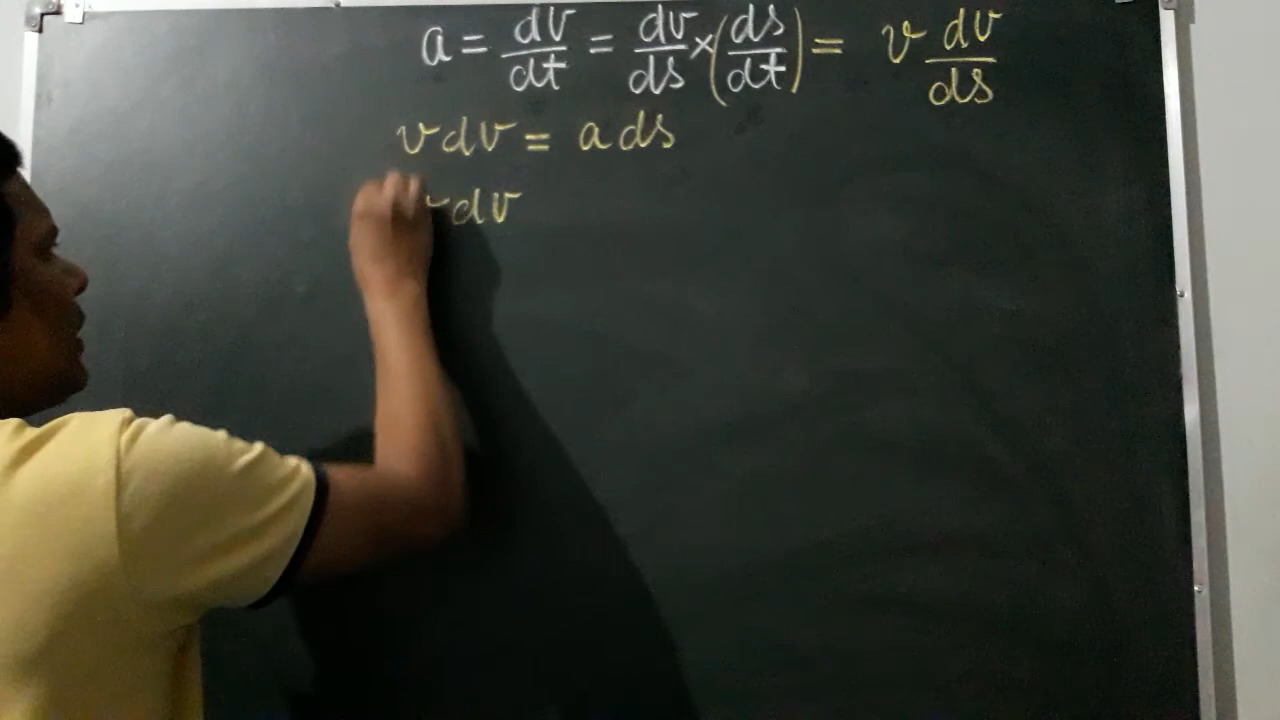 a = dv/dt = dv/ds × (ds/dt) = v dv/ds
v dv = a ds
v dv